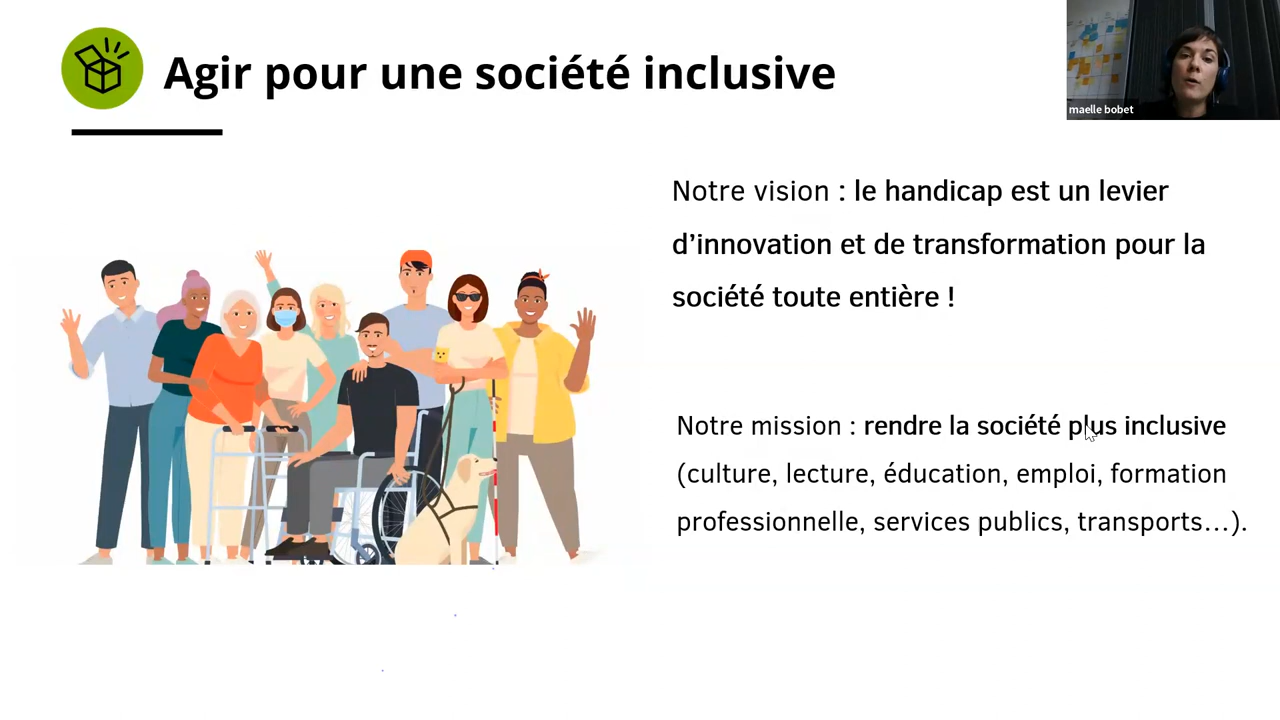 Agir pour une société inclusive
maelle bobet
Notre vision : le handicap est un levier
d’innovation et de transformation pour la
société toute entière !
Notre mission : rendre la société plus inclusive
(culture, lecture, éducation, emploi, formation
professionnelle, services publics, transports…).